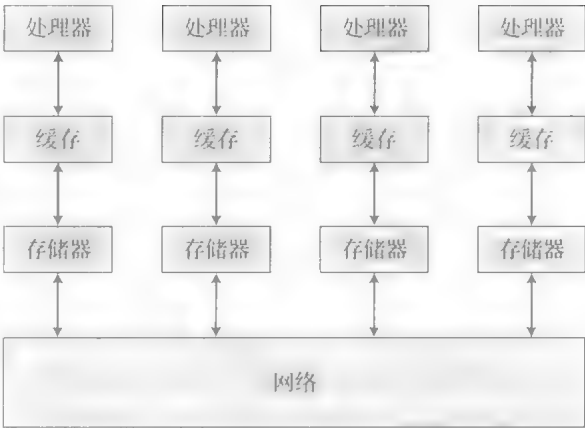 处理器 处理器 处理器 处理器
缓存 缓存 缓存 缓存
存储器 存储器 存储器 存储器
网络